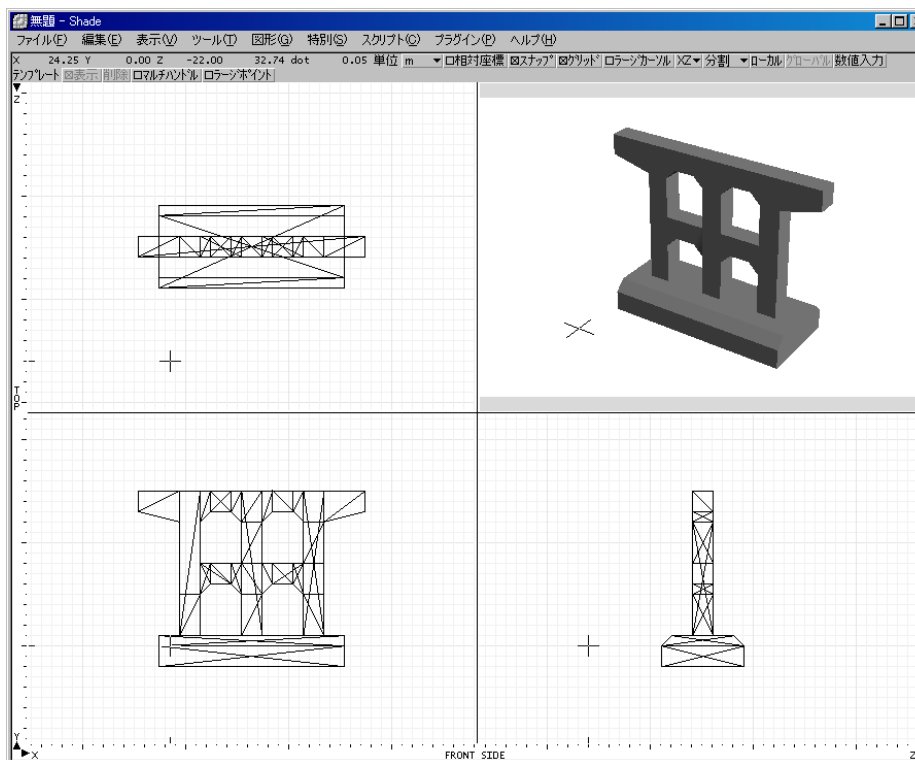 無題 - Shade
ファイル(F) 編集(E) 表示(V) ツール(T) 図形(G) 特別(S) スクリプト(C) プラグイン(P) ヘルプ(H)
X 24.25 Y 0.00 Z -22.00 32.74 dot 0.05 単位 m ▼ロ相対座標 ⊠スナップ ⊠グリッド ロラージカーソル XZ▼ 分割 ▼ローカル グローバル 数値入力
テンプレート ⊠表示 削除 ロマルチハンドル ロラージポイント
Z
TOP
Y
X
FRONT SIDE
Z